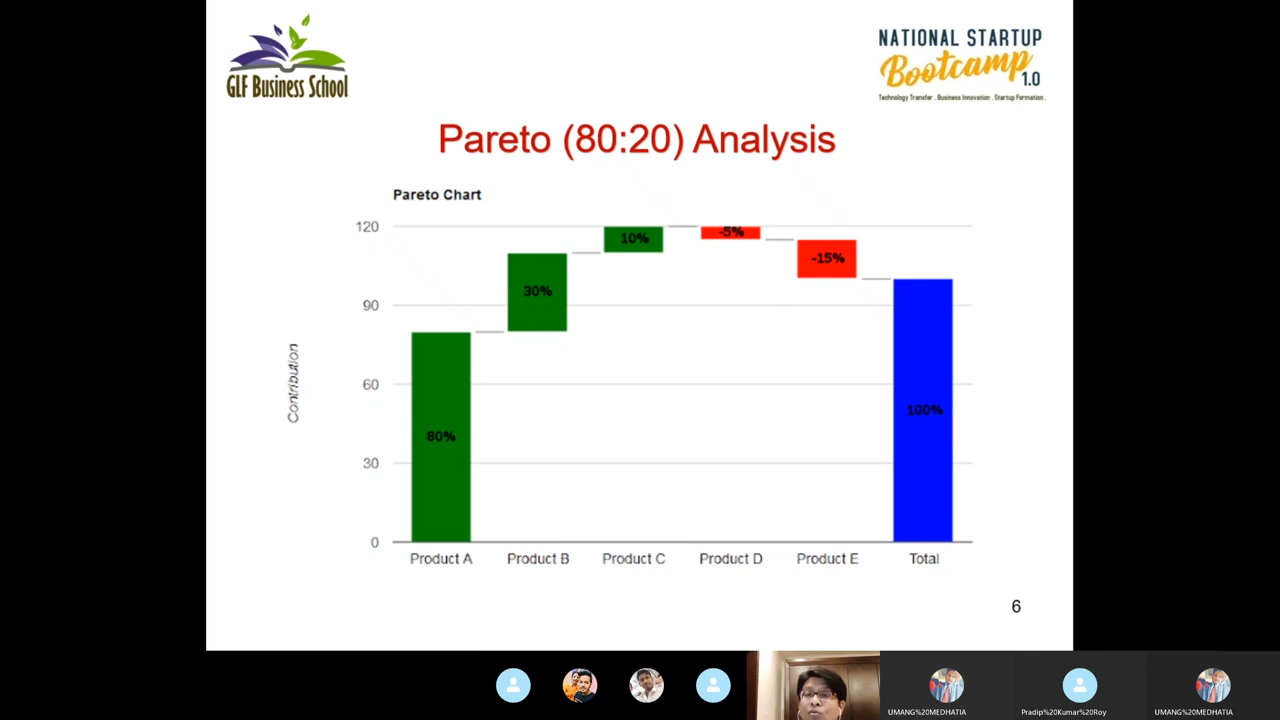 GLF Business School
NATIONAL STARTUP
Bootcamp
1.0
Technology Transfer . Business Innovation . Startup Formation .
Pareto (80:20) Analysis
Pareto Chart
120
90
60
30
0
Contribution
80%
30%
10%
-5%
-15%
100%
Product A
Product B
Product C
Product D
Product E
Total
6
UMANG%20MEDHATIA
Pradip%20Kumar%20Roy
UMANG%20MEDHATIA